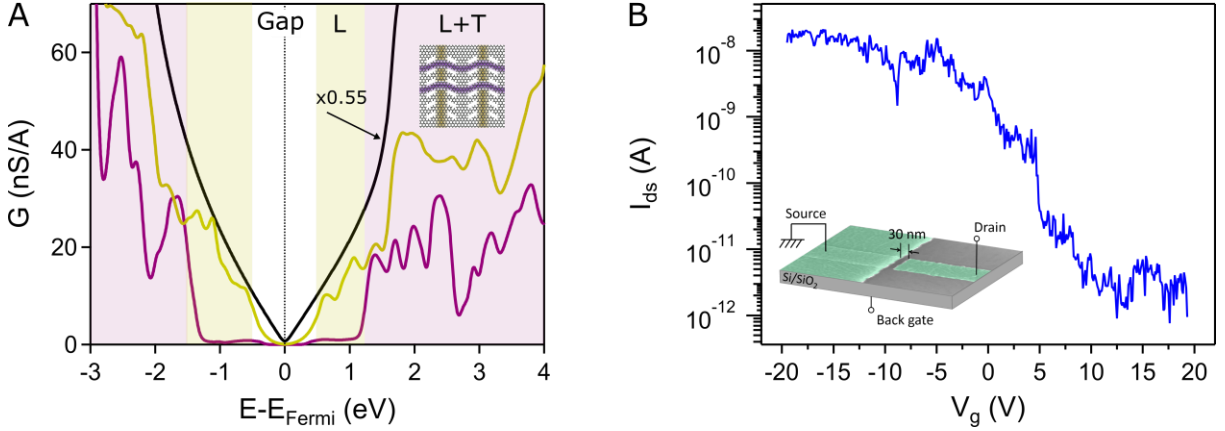 A
Gap
L
L+T
x0.55
G (nS/A)
60
40
20
0
-3
-2
-1
0
1
2
3
4
E-E_Fermi (eV)
B
I_ds (A)
10⁻⁸
10⁻⁹
10⁻¹⁰
10⁻¹¹
10⁻¹²
Source
30 nm
Drain
Si/SiO₂
Back gate
-20
-15
-10
-5
0
5
10
15
20
V_g (V)